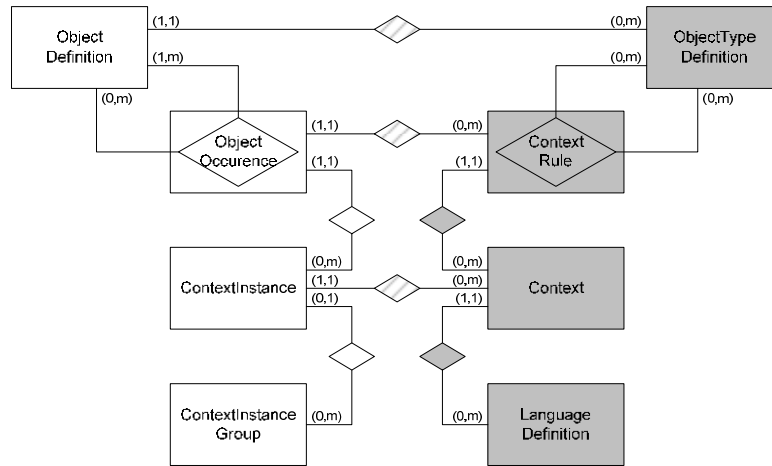 (1,1)
(0,m)
Object
Definition
ObjectType
Definition
(1,m)
(0,m)
(0,m)
(0,m)
(1,1)
(0,m)
Object
Occurence
Context
Rule
(1,1)
(1,1)
(0,m)
(0,m)
(1,1)
(0,m)
ContextInstance
Context
(0,1)
(1,1)
(0,m)
(0,m)
ContextInstance
Group
Language
Definition